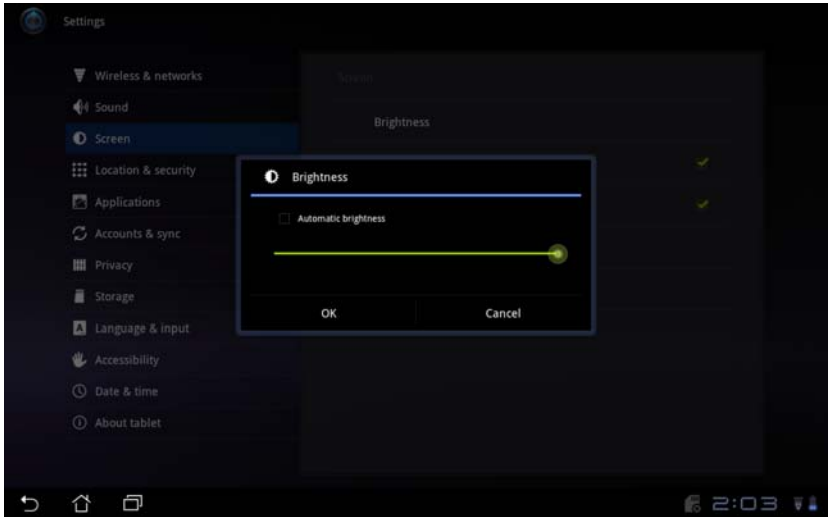 Settings
Wireless & networks
Sound
Screen
Location & security
Applications
Accounts & sync
Privacy
Storage
A Language & input
Accessibility
Date & time
About tablet
Screen
Brightness
Brightness
Automatic brightness
OK Cancel
2:03